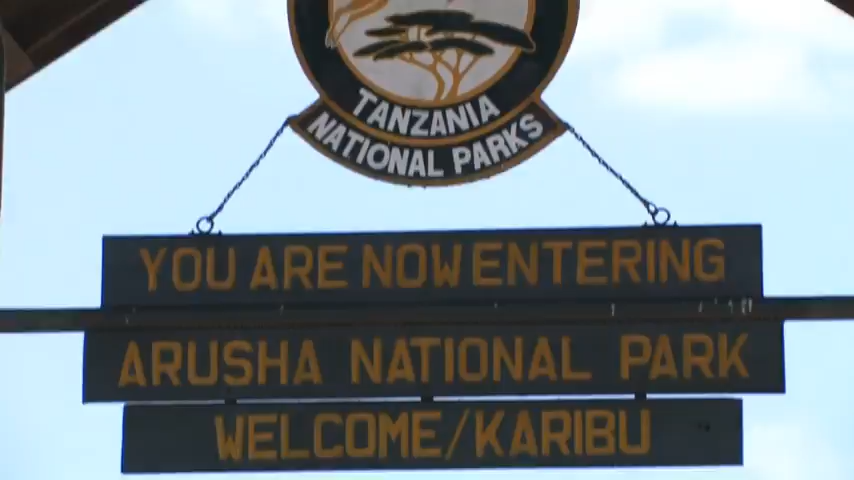 TANZANIA
NATIONAL PARKS
YOU ARE NOW ENTERING
ARUSHA NATIONAL PARK
WELCOME/KARIBU